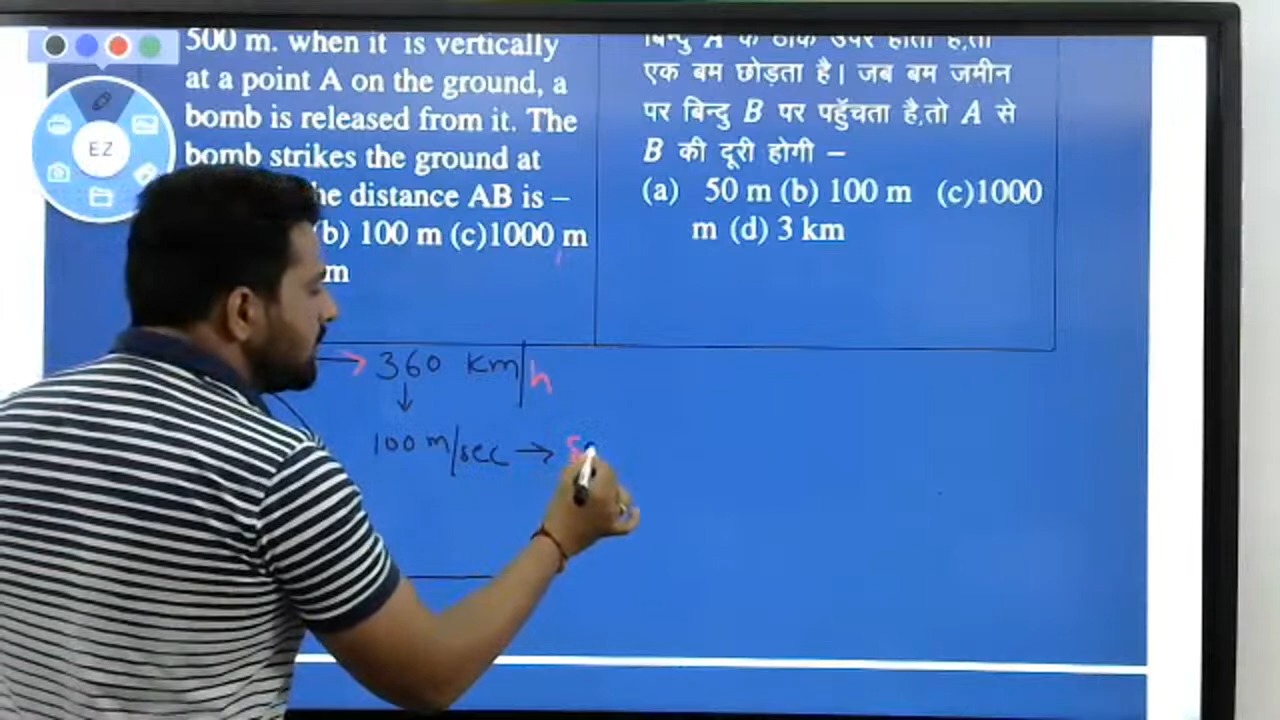 500 m. when it is vertically
at a point A on the ground, a
bomb is released from it. The
bomb strikes the ground at
he distance AB is –
(b) 100 m (c)1000 m
m
बिन्दु A के ठीक उपर होता है,तो
एक बम छोड़ता है। जब बम जमीन
पर बिन्दु B पर पहुँचता है,तो A से
B की दूरी होगी –
(a) 50 m (b) 100 m (c)1000
m (d) 3 km
EZ
→ 360 km/h
↓
100 m/sec →